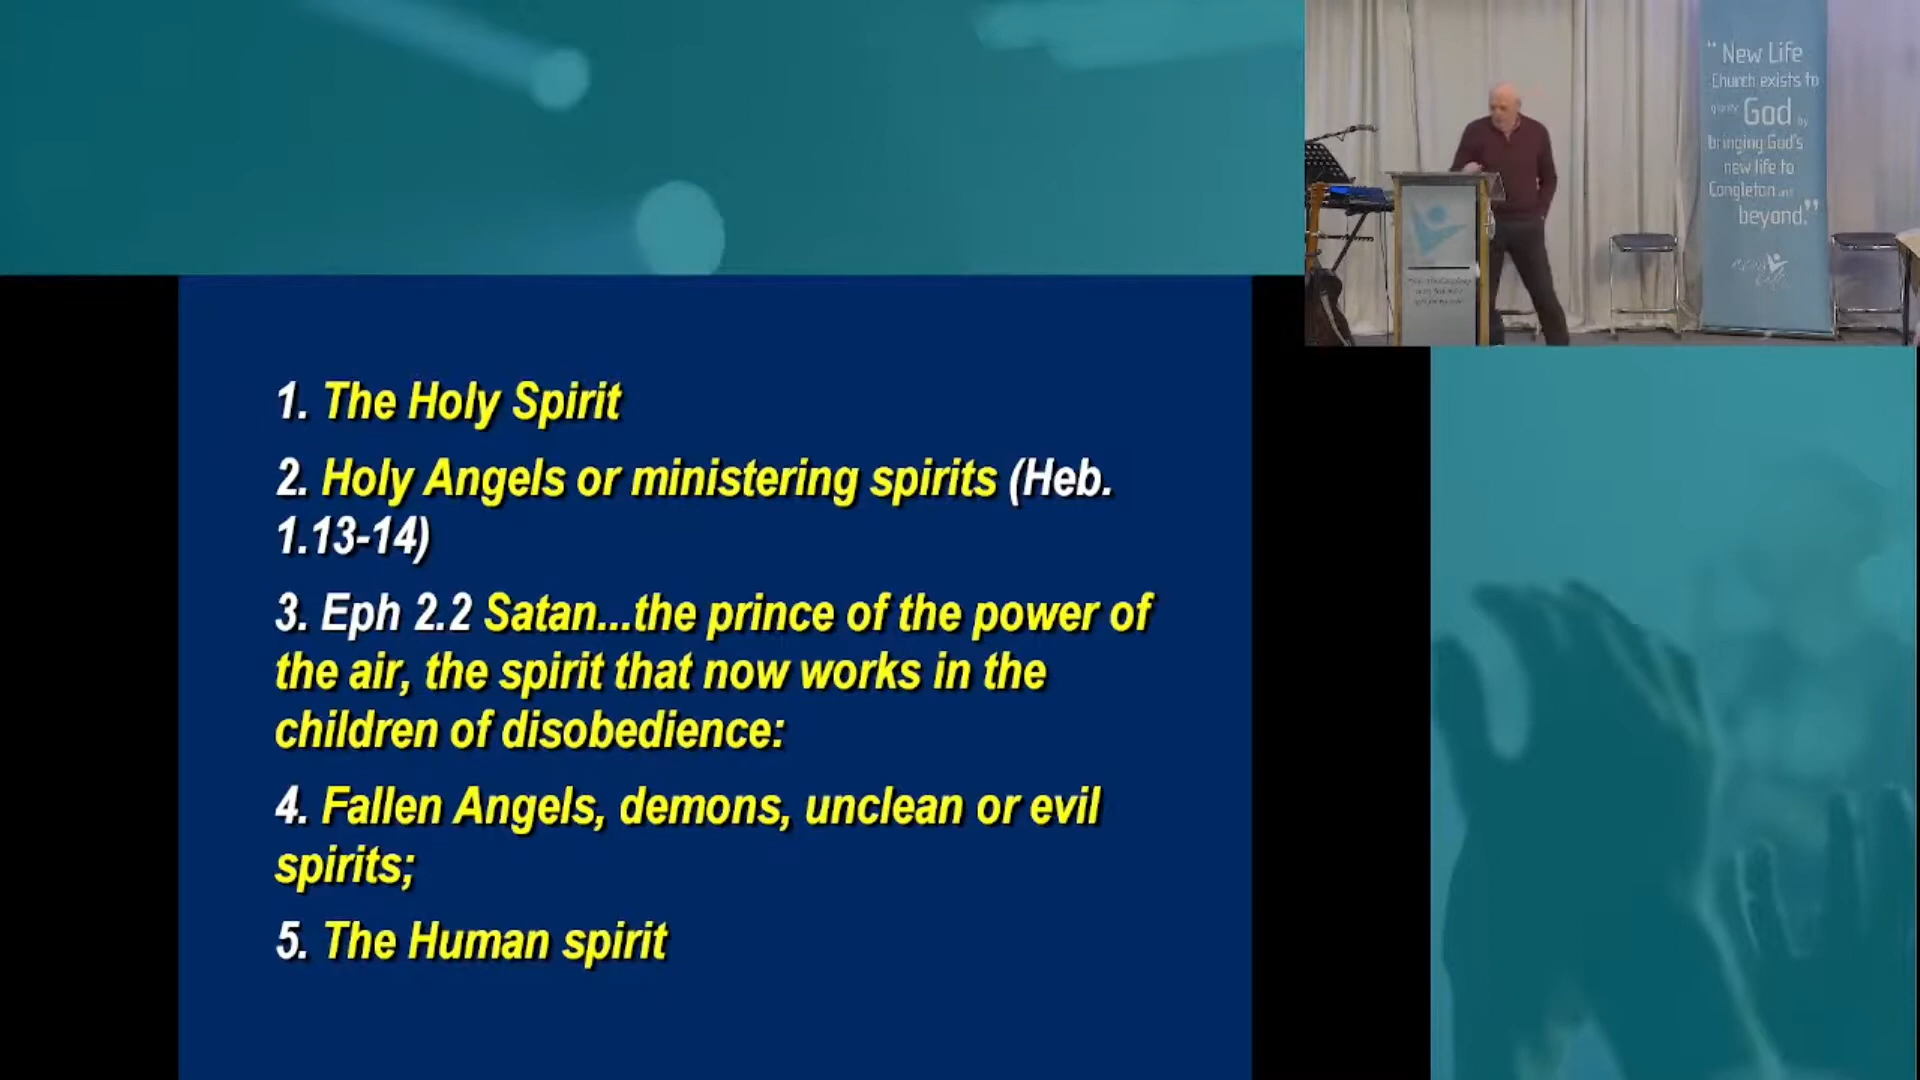 1. The Holy Spirit
2. Holy Angels or ministering spirits (Heb.
1.13-14)
3. Eph 2.2 Satan...the prince of the power of
the air, the spirit that now works in the
children of disobedience:
4. Fallen Angels, demons, unclean or evil
spirits;
5. The Human spirit
“ New Life
Church exists to
God by
bringing God's
new life to
Congleton and
beyond.”